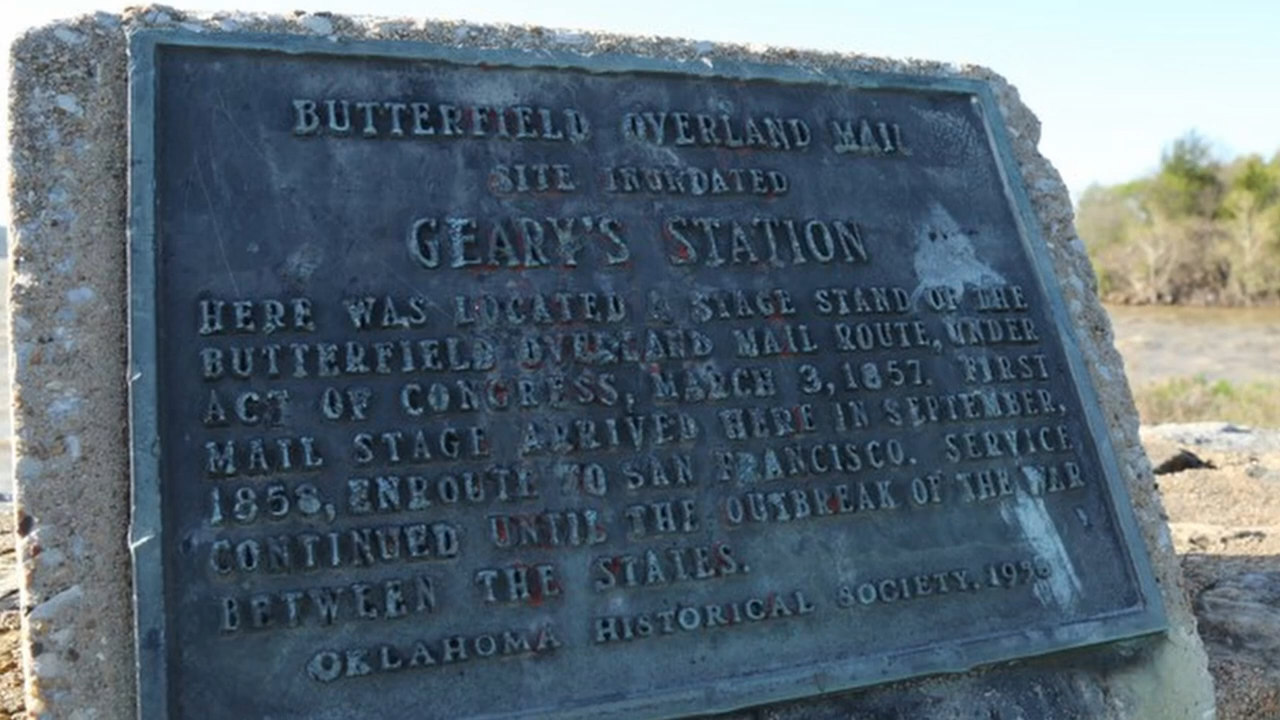 BUTTERFIELD OVERLAND MAIL
SITE INUNDATED
GEARY'S STATION
HERE WAS LOCATED A STAGE STAND OF THE
BUTTERFIELD OVERLAND MAIL ROUTE, UNDER
ACT OF CONGRESS, MARCH 3, 1857. FIRST
MAIL STAGE ARRIVED HERE IN SEPTEMBER,
1858, ENROUTE TO SAN FRANCISCO. SERVICE
CONTINUED UNTIL THE OUTBREAK OF THE WAR
BETWEEN THE STATES.
OKLAHOMA HISTORICAL SOCIETY, 1958